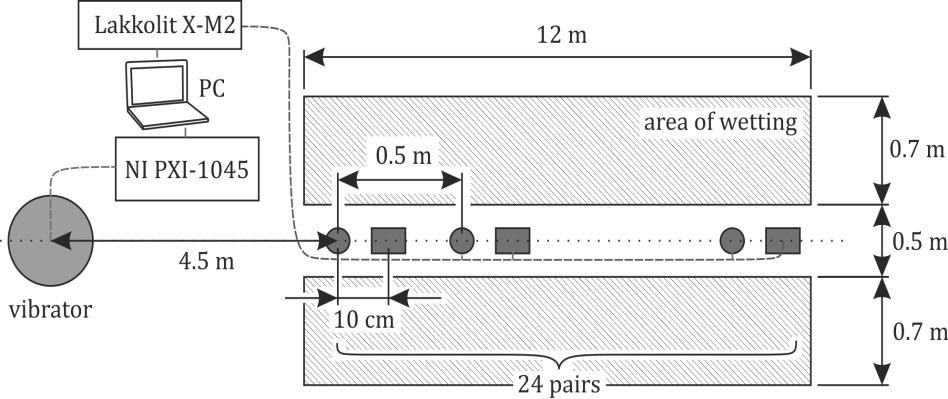 Lakkolit X-M2
12 m
PC
area of wetting
NI PXI-1045
0.5 m
0.7 m
0.5 m
4.5 m
vibrator
10 cm
0.7 m
24 pairs